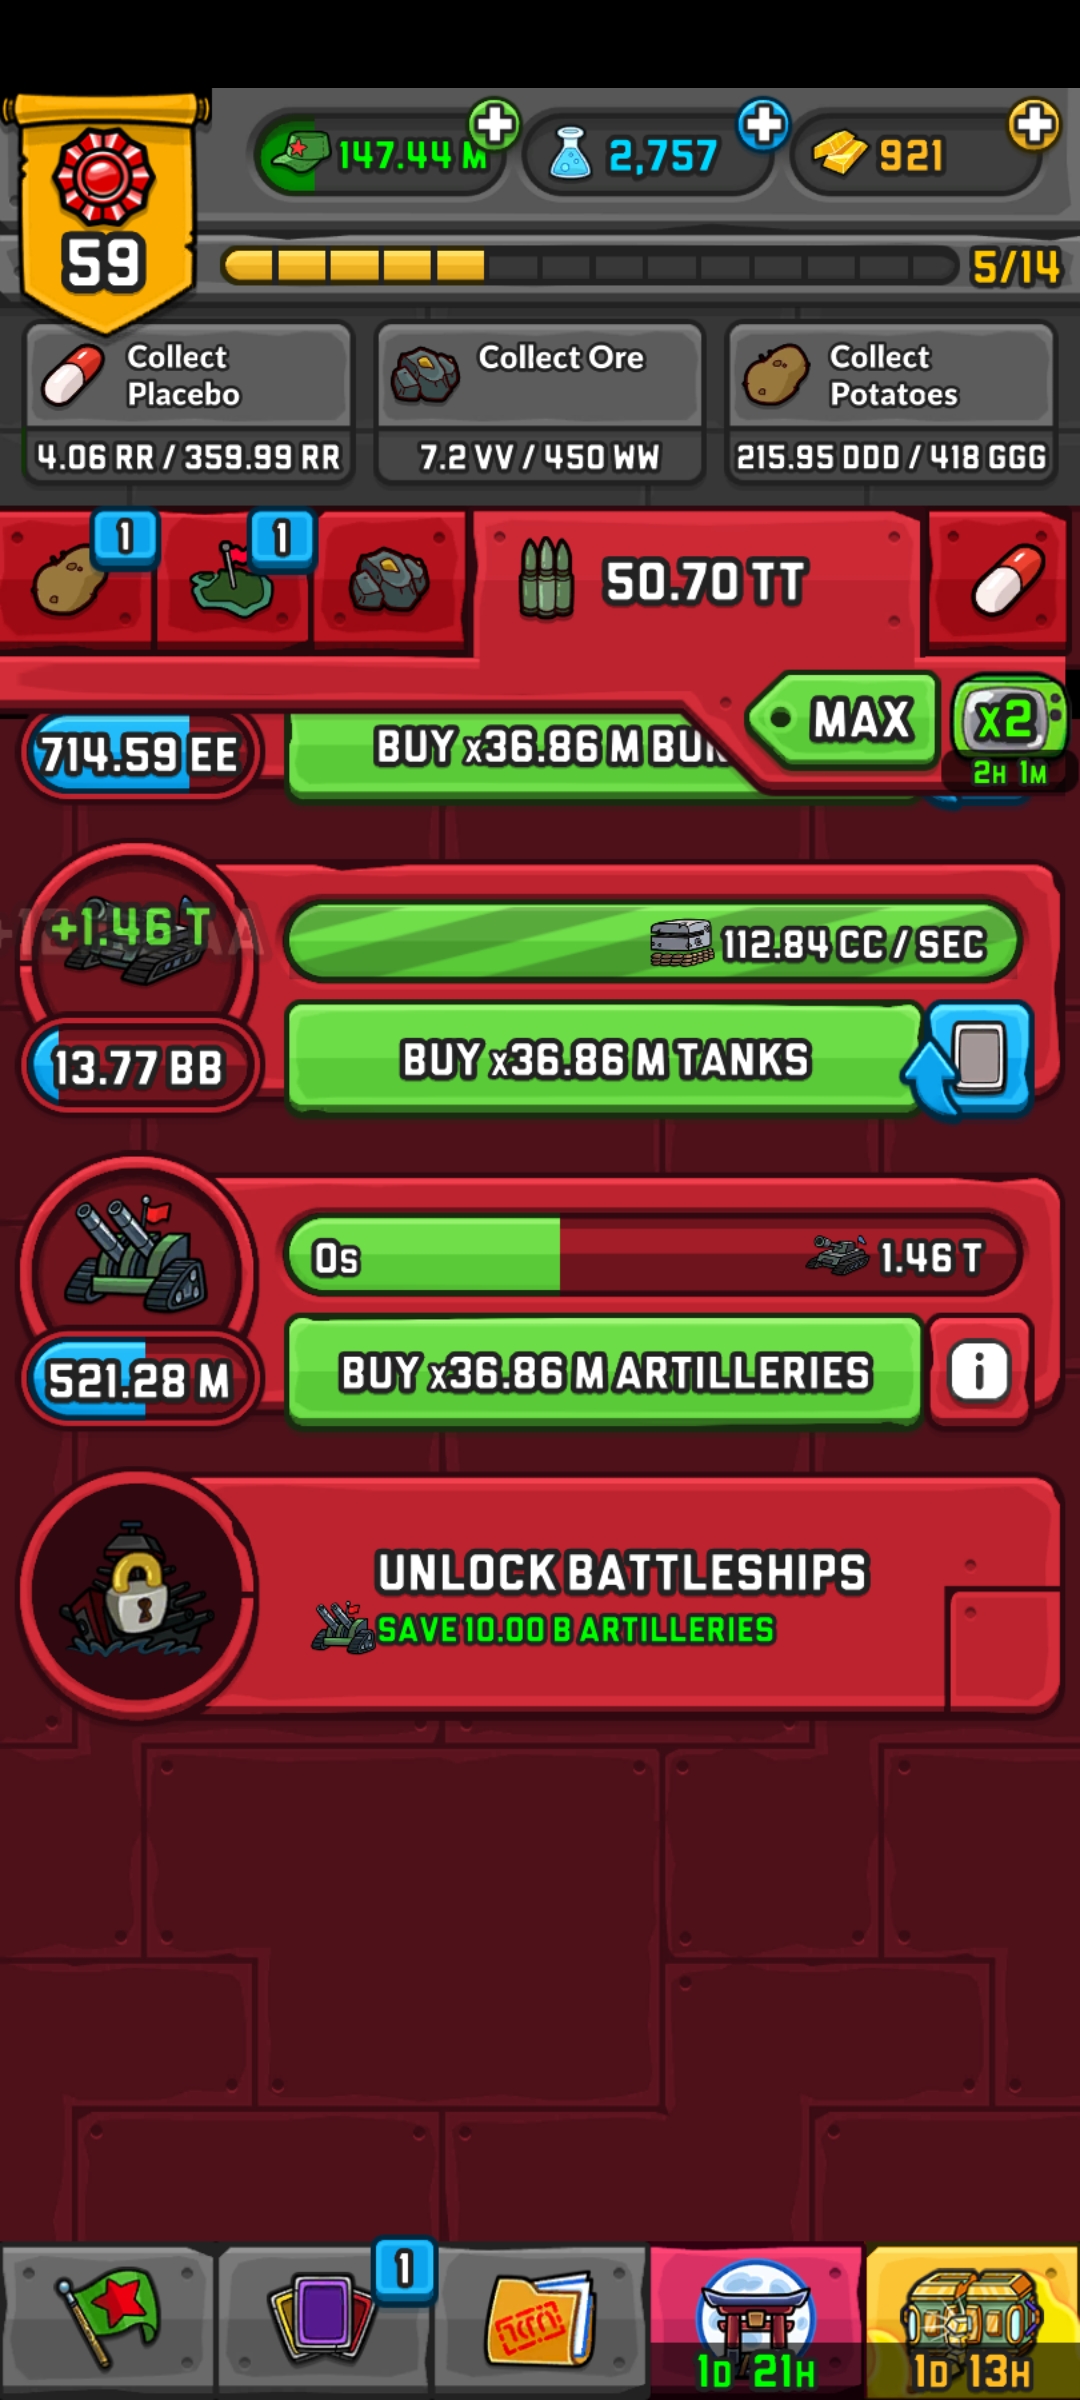 147.44 M
2,757
921
59
5/14
Collect
Placebo
4.06 RR / 359.99 RR
Collect Ore
7.2 VV / 450 WW
Collect
Potatoes
215.95 DDD / 418 GGG
1
1
50.70 TT
MAX
x2
2H 1M
714.59 EE
BUY x36.86 M
+1.46 T
112.84 CC / SEC
13.77 BB
BUY x36.86 M TANKS
0s
1.46 T
521.28 M
BUY x36.86 M ARTILLERIES
i
UNLOCK BATTLESHIPS
SAVE 10.00 B ARTILLERIES
1
1D 21H
1D 13H